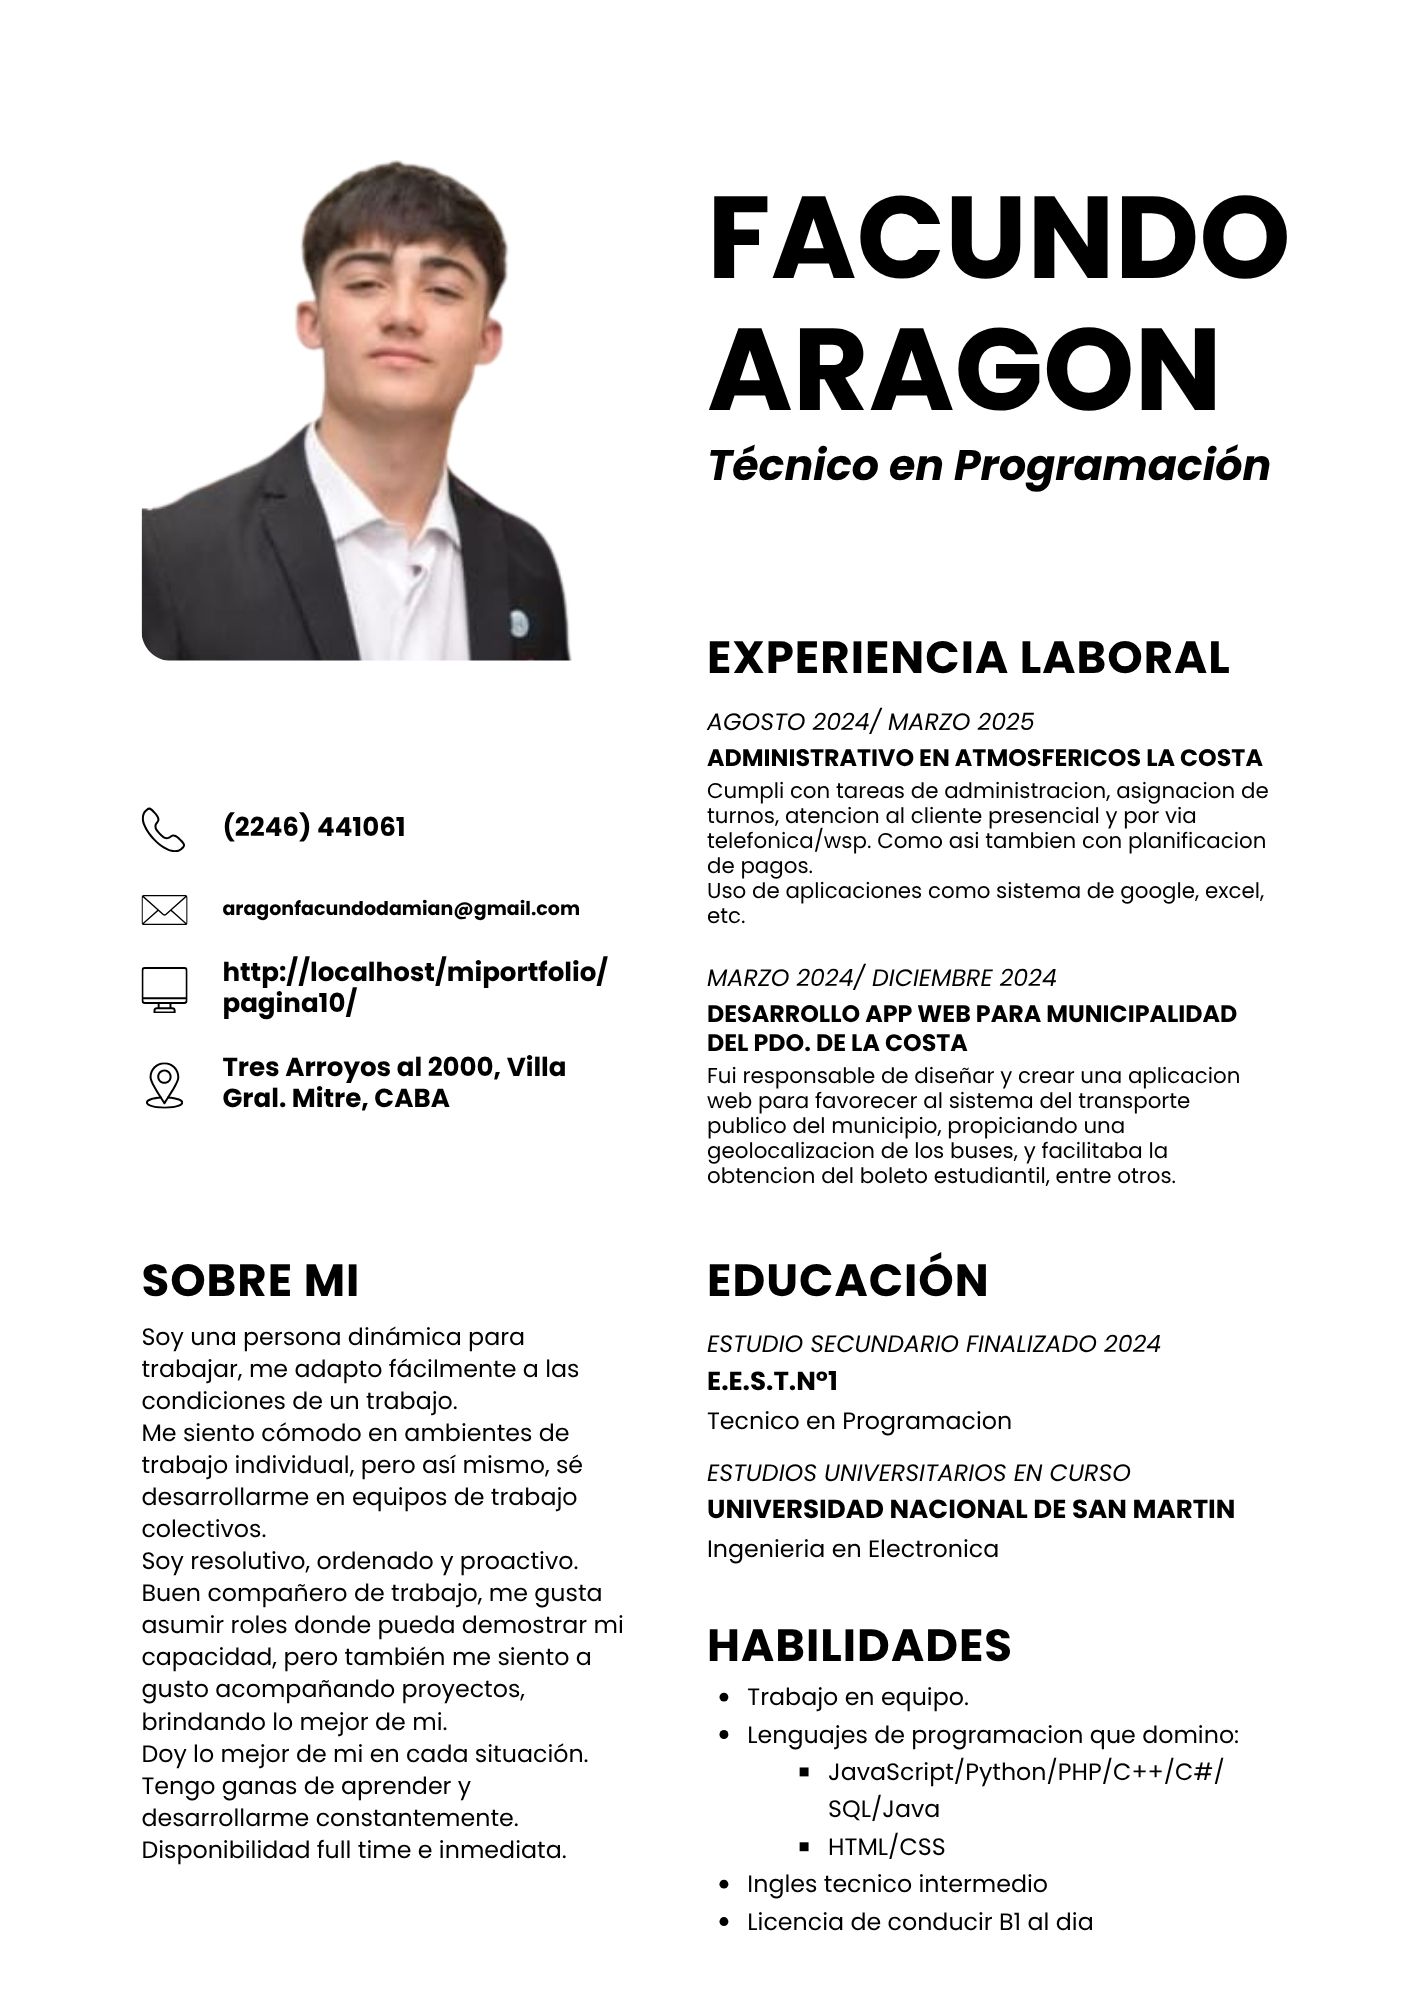 FACUNDO
ARAGON
Técnico en Programación
(2246) 441061
aragonfacundodamian@gmail.com
http://localhost/miportfolio/
pagina10/
Tres Arroyos al 2000, Villa
Gral. Mitre, CABA
SOBRE MI
Soy una persona dinámica para
trabajar, me adapto fácilmente a las
condiciones de un trabajo.
Me siento cómodo en ambientes de
trabajo individual, pero así mismo, sé
desarrollarme en equipos de trabajo
colectivos.
Soy resolutivo, ordenado y proactivo.
Buen compañero de trabajo, me gusta
asumir roles donde pueda demostrar mi
capacidad, pero también me siento a
gusto acompañando proyectos,
brindando lo mejor de mi.
Doy lo mejor de mi en cada situación.
Tengo ganas de aprender y
desarrollarme constantemente.
Disponibilidad full time e inmediata.
EXPERIENCIA LABORAL
AGOSTO 2024/ MARZO 2025
ADMINISTRATIVO EN ATMOSFERICOS LA COSTA
Cumpli con tareas de administracion, asignacion de
turnos, atencion al cliente presencial y por via
telefonica/wsp. Como asi tambien con planificacion
de pagos.
Uso de aplicaciones como sistema de google, excel,
etc.
MARZO 2024/ DICIEMBRE 2024
DESARROLLO APP WEB PARA MUNICIPALIDAD
DEL PDO. DE LA COSTA
Fui responsable de diseñar y crear una aplicacion
web para favorecer al sistema del transporte
publico del municipio, propiciando una
geolocalizacion de los buses, y facilitaba la
obtencion del boleto estudiantil, entre otros.
EDUCACIÓN
ESTUDIO SECUNDARIO FINALIZADO 2024
E.E.S.T.Nº1
Tecnico en Programacion
ESTUDIOS UNIVERSITARIOS EN CURSO
UNIVERSIDAD NACIONAL DE SAN MARTIN
Ingenieria en Electronica
HABILIDADES
• Trabajo en equipo.
• Lenguajes de programacion que domino:
▪ JavaScript/Python/PHP/C++/C#/
SQL/Java
▪ HTML/CSS
• Ingles tecnico intermedio
• Licencia de conducir B1 al dia